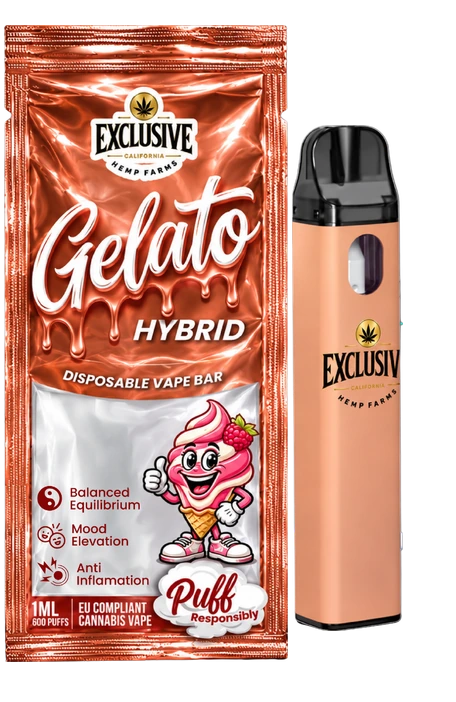 EXCLUSIVE
CALIFORNIA
HEMP FARMS
Gelato
HYBRID
DISPOSABLE VAPE BAR
Balanced
Equilibrium
Mood
Elevation
Anti
Inflamation
1ML
600 PUFFS
EU COMPLIANT
CANNABIS VAPE
Puff
Responsibly
EXCLUSIV
CALIFORNIA
HEMP FARMS